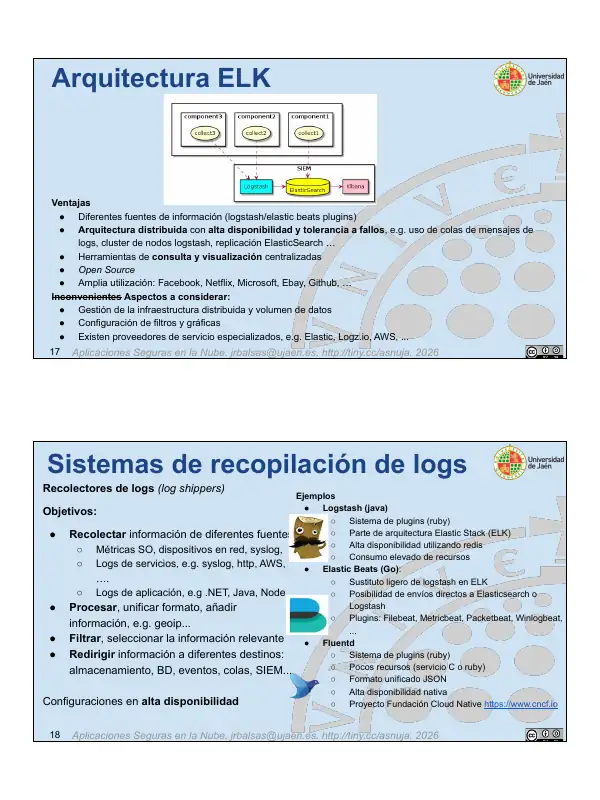 Arquitectura ELK
Universidad
de Jaén
component3
component2
component1
collect3
collect2
collect1
SIEM
Logstash
ElasticSearch
Kibana
Ventajas
● Diferentes fuentes de información (logstash/elastic beats plugins)
● Arquitectura distribuida con alta disponibilidad y tolerancia a fallos, e.g. uso de colas de mensajes de
logs, cluster de nodos logstash, replicación ElasticSearch …
● Herramientas de consulta y visualización centralizadas
● Open Source
● Amplia utilización: Facebook, Netflix, Microsoft, Ebay, Github, …
Inconvenientes Aspectos a considerar:
● Gestión de la infraestructura distribuida y volumen de datos
● Configuración de filtros y gráficas
● Existen proveedores de servicio especializados, e.g. Elastic, Logz.io, AWS, ...
17 Aplicaciones Seguras en la Nube. jrbalsas@ujaen.es. http://tiny.cc/asnuja. 2026
Sistemas de recopilación de logs
Universidad
de Jaén
Recolectores de logs (log shippers)
Objetivos:
● Recolectar información de diferentes fuentes
○ Métricas SO, dispositivos en red, syslog,
○ Logs de servicios, e.g. syslog, http, AWS,
….
○ Logs de aplicación, e.g .NET, Java, Node
● Procesar, unificar formato, añadir
información, e.g. geoip...
● Filtrar, seleccionar la información relevante
● Redirigir información a diferentes destinos:
almacenamiento, BD, eventos, colas, SIEM...
Configuraciones en alta disponibilidad
Ejemplos
● Logstash (java)
○ Sistema de plugins (ruby)
○ Parte de arquitectura Elastic Stack (ELK)
○ Alta disponibilidad utilizando redis
○ Consumo elevado de recursos
● Elastic Beats (Go):
○ Sustituto ligero de logstash en ELK
○ Posibilidad de envíos directos a Elasticsearch o
Logstash
○ Plugins: Filebeat, Metricbeat, Packetbeat, Winlogbeat,
...
● Fluentd
○ Sistema de plugins (ruby)
○ Pocos recursos (servicio C o ruby)
○ Formato unificado JSON
○ Alta disponibilidad nativa
○ Proyecto Fundación Cloud Native https://www.cncf.io
18 Aplicaciones Seguras en la Nube. jrbalsas@ujaen.es. http://tiny.cc/asnuja. 2026